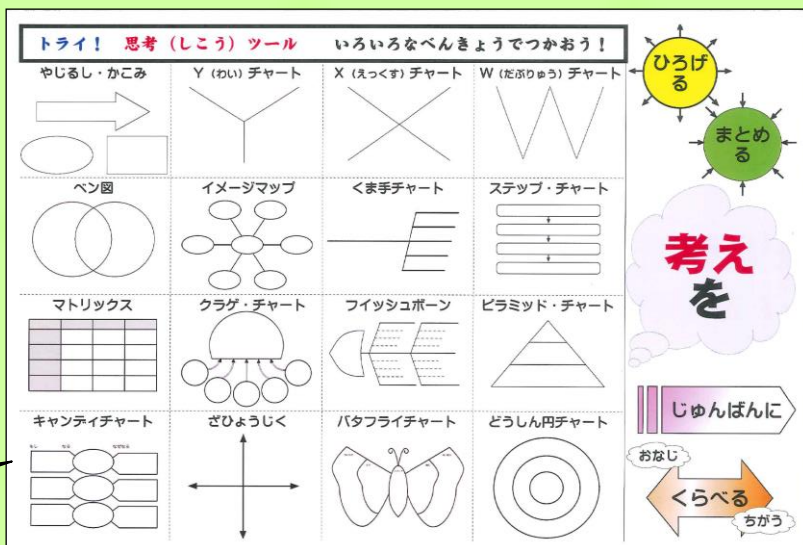 トライ！ 思考（しこう）ツール いろいろなべんきょうでつかおう！
やじるし・かこみ
Y（わい）チャート
X（えっくす）チャート
W（だぶりゅう）チャート
ベン図
イメージマップ
くま手チャート
ステップ・チャート
マトリックス
クラゲ・チャート
フィッシュボーン
ピラミッド・チャート
キャンディチャート
ざひょうじく
バタフライチャート
どうしん円チャート
ひろげ
る
まとめ
る
考え
を
じゅんばんに
おなじ
くらべる
ちがう